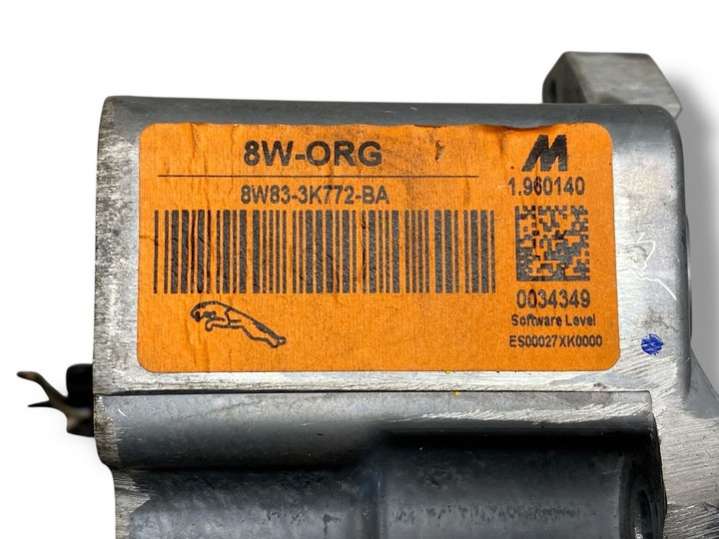 8W-ORG
8W83-3K772-BA
M
1.960140
0034349
Software Level
ES00027XK0000